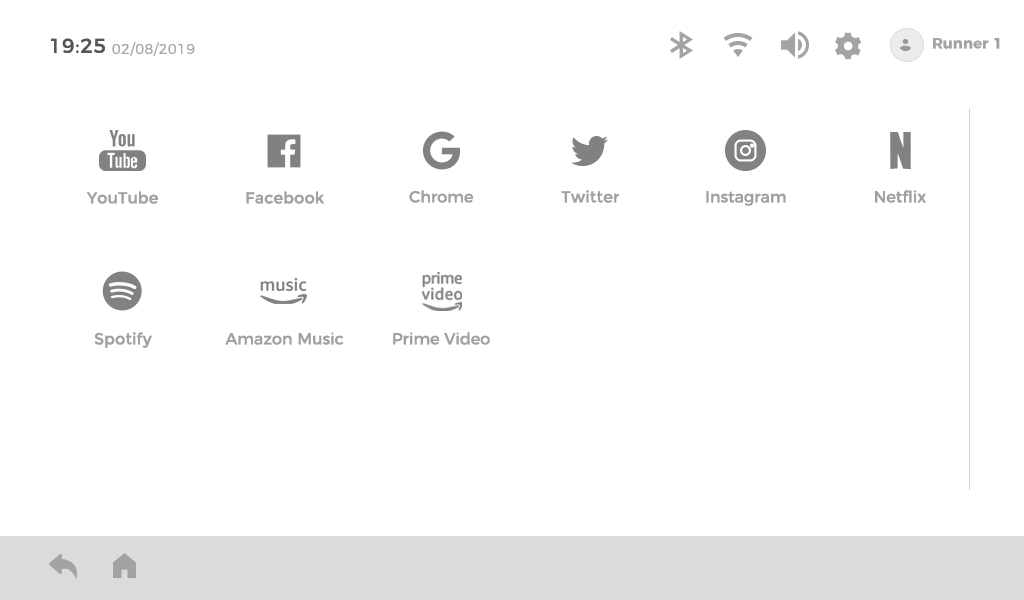 19:25 02/08/2019
Runner 1
You
Tube
YouTube
Facebook
Chrome
Twitter
Instagram
N
Netflix
Spotify
music
Amazon Music
prime
video
Prime Video